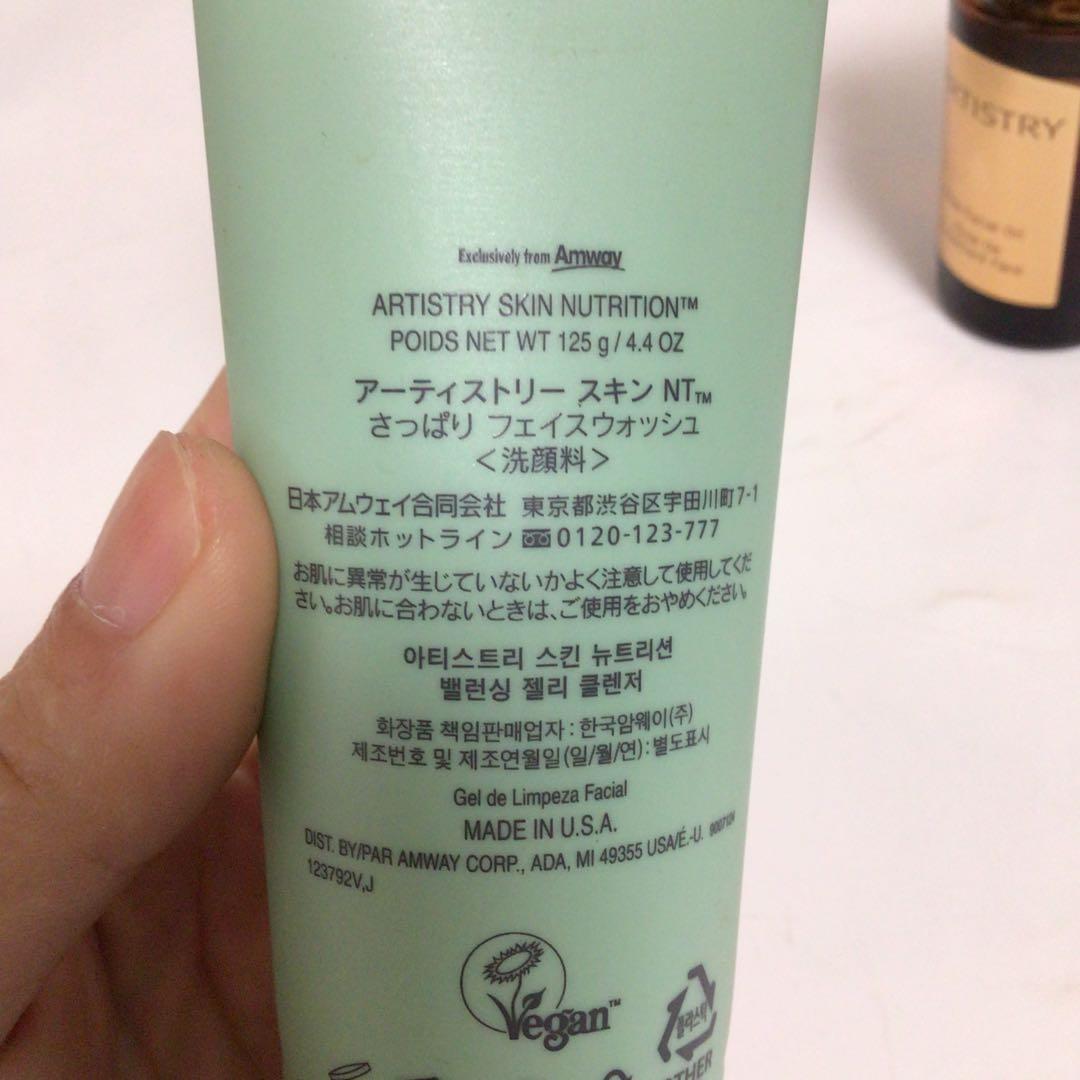 Exclusively from Amway
ARTISTRY SKIN NUTRITION™
POIDS NET WT 125 g / 4.4 OZ
アーティストリー スキン NT™
さっぱり フェイスウォッシュ
＜洗顔料＞
日本アムウェイ合同会社 東京都渋谷区宇田川町7-1
相談ホットライン 0120-123-777
お肌に異常が生じていないかよく注意して使用してくだ
さい。お肌に合わないときは、ご使用をおやめください。
아티스트리 스킨 뉴트리션
밸런싱 젤리 클렌저
화장품 책임판매업자 : 한국암웨이(주)
제조번호 및 제조연월일(일/월/연) : 별도표시
Gel de Limpeza Facial
MADE IN U.S.A.
DIST. BY/PAR AMWAY CORP., ADA, MI 49355 USA/É.-U. 9007124
123792V,J
Vegan™
플라스틱
OTHER
ARTISTRY